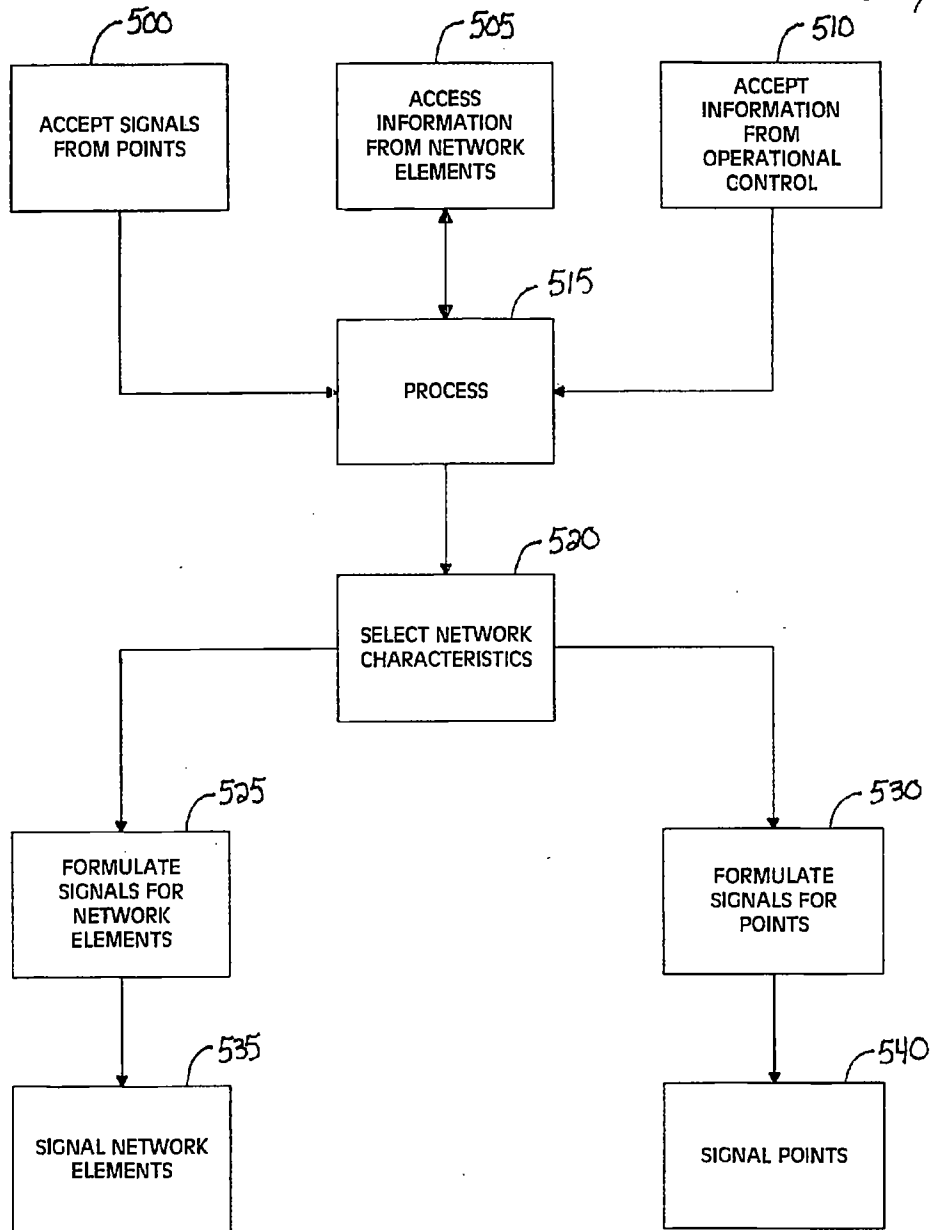 500
505
510
ACCEPT SIGNALS
FROM POINTS
ACCESS
INFORMATION
FROM NETWORK
ELEMENTS
ACCEPT
INFORMATION
FROM
OPERATIONAL
CONTROL
515
PROCESS
520
SELECT NETWORK
CHARACTERISTICS
525
530
FORMULATE
SIGNALS FOR
NETWORK
ELEMENTS
FORMULATE
SIGNALS FOR
POINTS
535
540
SIGNAL NETWORK
ELEMENTS
SIGNAL POINTS